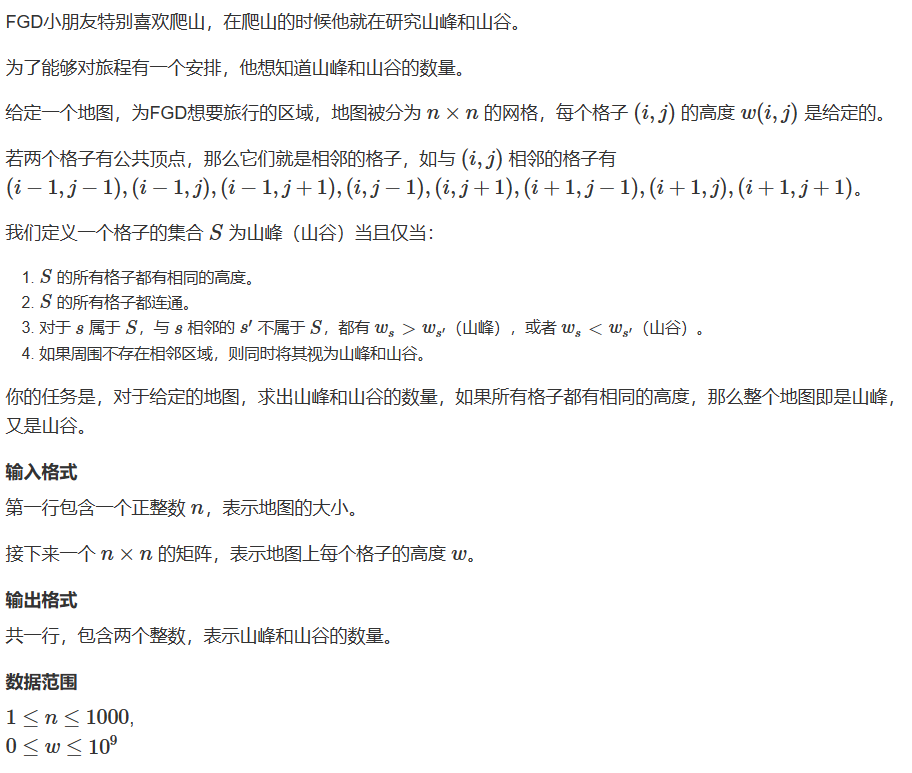 FGD小朋友特别喜欢爬山，在爬山的时候他就在研究山峰和山谷。
为了能够对旅程有一个安排，他想知道山峰和山谷的数量。
给定一个地图，为FGD想要旅行的区域，地图被分为 n × n 的网格，每个格子 (i, j) 的高度 w(i, j) 是给定的。
若两个格子有公共顶点，那么它们就是相邻的格子，如与 (i, j) 相邻的格子有
(i − 1, j − 1), (i − 1, j), (i − 1, j + 1), (i, j − 1), (i, j + 1), (i + 1, j − 1), (i + 1, j), (i + 1, j + 1)。
我们定义一个格子的集合 S 为山峰（山谷）当且仅当：
1. S 的所有格子都有相同的高度。
2. S 的所有格子都连通。
3. 对于 s 属于 S，与 s 相邻的 s′ 不属于 S，都有 wₛ > wₛ′（山峰），或者 wₛ < wₛ′（山谷）。
4. 如果周围不存在相邻区域，则同时将其视为山峰和山谷。
你的任务是，对于给定的地图，求出山峰和山谷的数量，如果所有格子都有相同的高度，那么整个地图即是山峰，
又是山谷。
输入格式
第一行包含一个正整数 n，表示地图的大小。
接下来一个 n × n 的矩阵，表示地图上每个格子的高度 w。
输出格式
共一行，包含两个整数，表示山峰和山谷的数量。
数据范围
1 ≤ n ≤ 1000,
0 ≤ w ≤ 10⁹